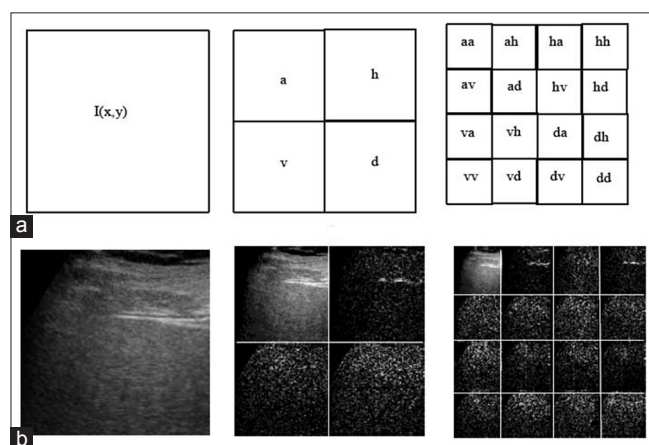 I(x,y)
a h
v d
aa ah ha hh
av ad hv hd
va vh da dh
vv vd dv dd
a
b